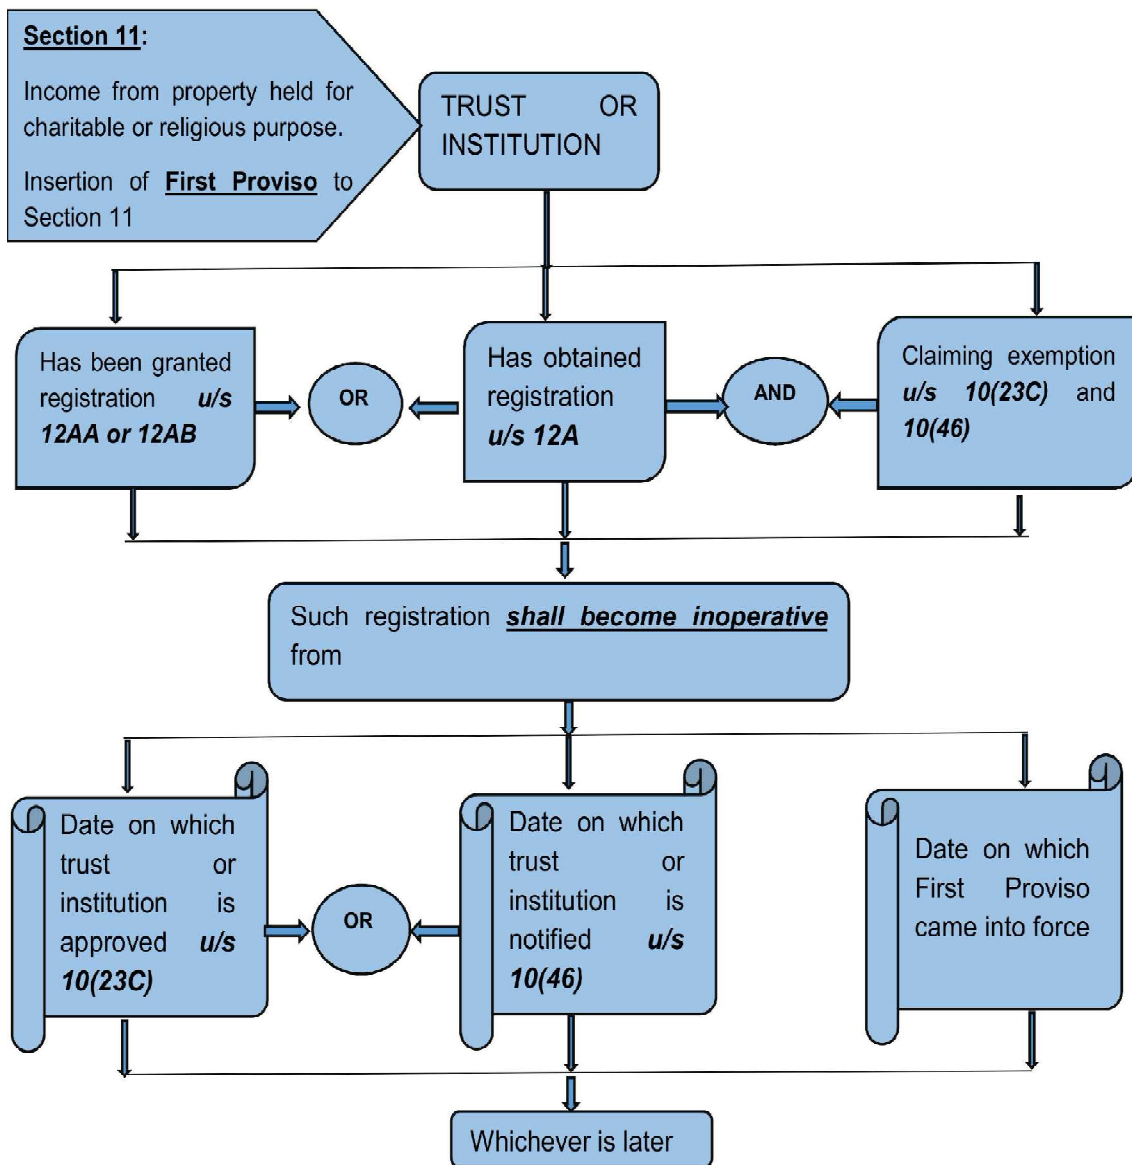 Section 11:
Income from property held for
charitable or religious purpose.
Insertion of First Proviso to
Section 11
TRUST OR
INSTITUTION
Has been granted
registration u/s
12AA or 12AB
OR
Has obtained
registration
u/s 12A
AND
Claiming exemption
u/s 10(23C) and
10(46)
Such registration shall become inoperative
from
Date on which
trust or
institution is
approved u/s
10(23C)
OR
Date on which
trust or
institution is
notified u/s
10(46)
Date on which
First Proviso
came into force
Whichever is later